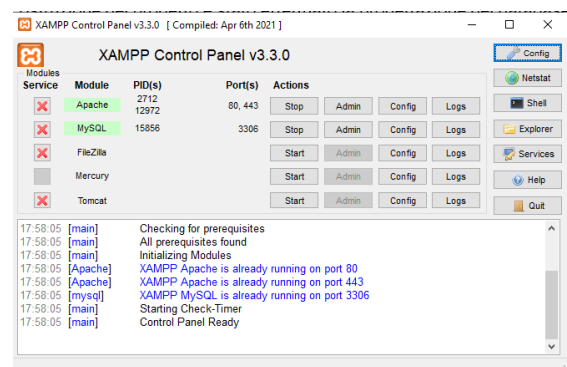 XAMPP Control Panel v3.3.0 [ Compiled: Apr 6th 2021 ]
XAMPP Control Panel v3.3.0
Config
Modules
Service Module PID(s) Port(s) Actions
Netstat
Apache 2712 12972 80, 443 Stop Admin Config Logs
Shell
MySQL 15856 3306 Stop Admin Config Logs
Explorer
FileZilla Start Admin Config Logs
Services
Mercury Start Admin Config Logs
Help
Tomcat Start Admin Config Logs
Quit
17:58:05 [main] Checking for prerequisites
17:58:05 [main] All prerequisites found
17:58:05 [main] Initializing Modules
17:58:05 [Apache] XAMPP Apache is already running on port 80
17:58:05 [Apache] XAMPP Apache is already running on port 443
17:58:05 [mysql] XAMPP MySQL is already running on port 3306
17:58:05 [main] Starting Check-Timer
17:58:05 [main] Control Panel Ready